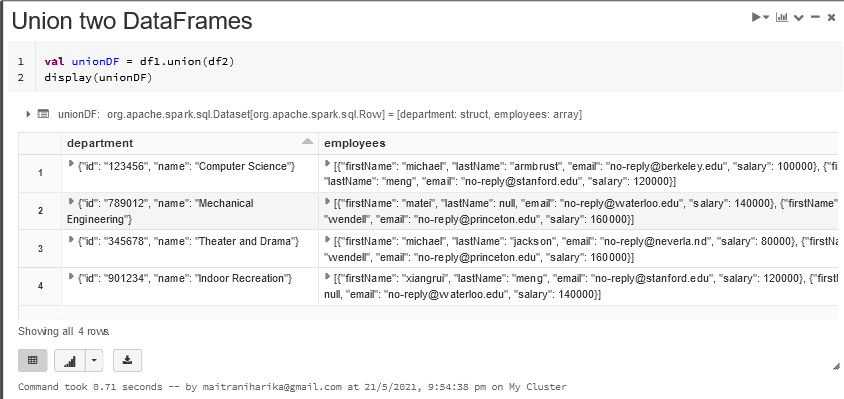 Union two DataFrames
1 val unionDF = df1.union(df2)
2 display(unionDF)
unionDF: org.apache.spark.sql.Dataset[org.apache.spark.sql.Row] = [department: struct, employees: array]
department employees
1 {"id": "123456", "name": "Computer Science"} [{"firstName": "michael", "lastName": "armbrust", "email": "no-reply@berkeley.edu", "salary": 100000}, {"fi
"lastName": "meng", "email": "no-reply@stanford.edu", "salary": 120000}]
2 {"id": "789012", "name": "Mechanical [{"firstName": "matei", "lastName": null, "email": "no-reply@waterloo.edu", "salary": 140000}, {"firstName"
Engineering"} "wendell", "email": "no-reply@princeton.edu", "salary": 160000}]
3 {"id": "345678", "name": "Theater and Drama"} [{"firstName": "michael", "lastName": "jackson", "email": "no-reply@neverla.nd", "salary": 80000}, {"firstNa
"wendell", "email": "no-reply@princeton.edu", "salary": 160000}]
4 {"id": "901234", "name": "Indoor Recreation"} [{"firstName": "xiangrui", "lastName": "meng", "email": "no-reply@stanford.edu", "salary": 120000}, {"first
null, "email": "no-reply@waterloo.edu", "salary": 140000}]
Showing all 4 rows.
Command took 0.71 seconds -- by maitraniharika@gmail.com at 21/5/2021, 9:54:38 pm on My Cluster